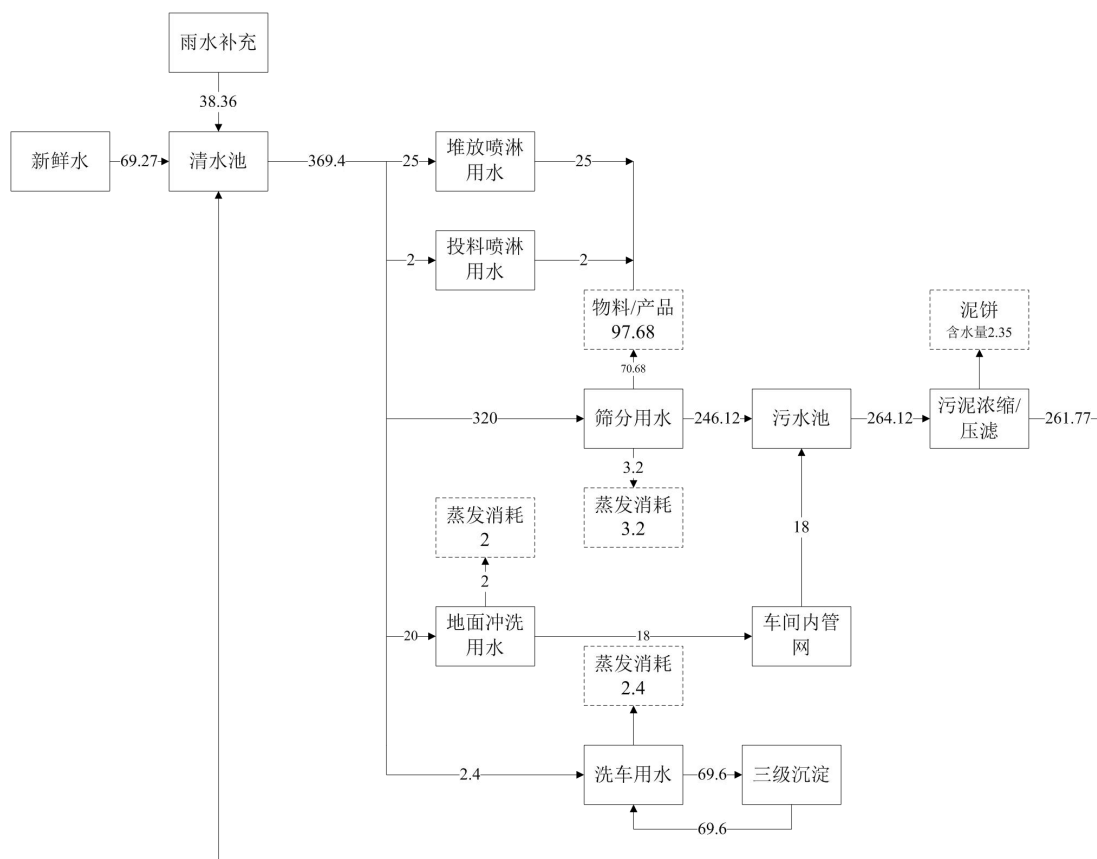 雨水补充
38.36
新鲜水
69.27
清水池
369.4
25
堆放喷淋
用水
25
2
投料喷淋
用水
2
物料/产品
97.68
泥饼
含水量2.35
70.68
320
筛分用水
246.12
污水池
264.12
污泥浓缩/
压滤
261.77
3.2
蒸发消耗
3.2
蒸发消耗
2
18
2
20
地面冲洗
用水
18
车间内管
网
蒸发消耗
2.4
2.4
洗车用水
69.6
三级沉淀
69.6